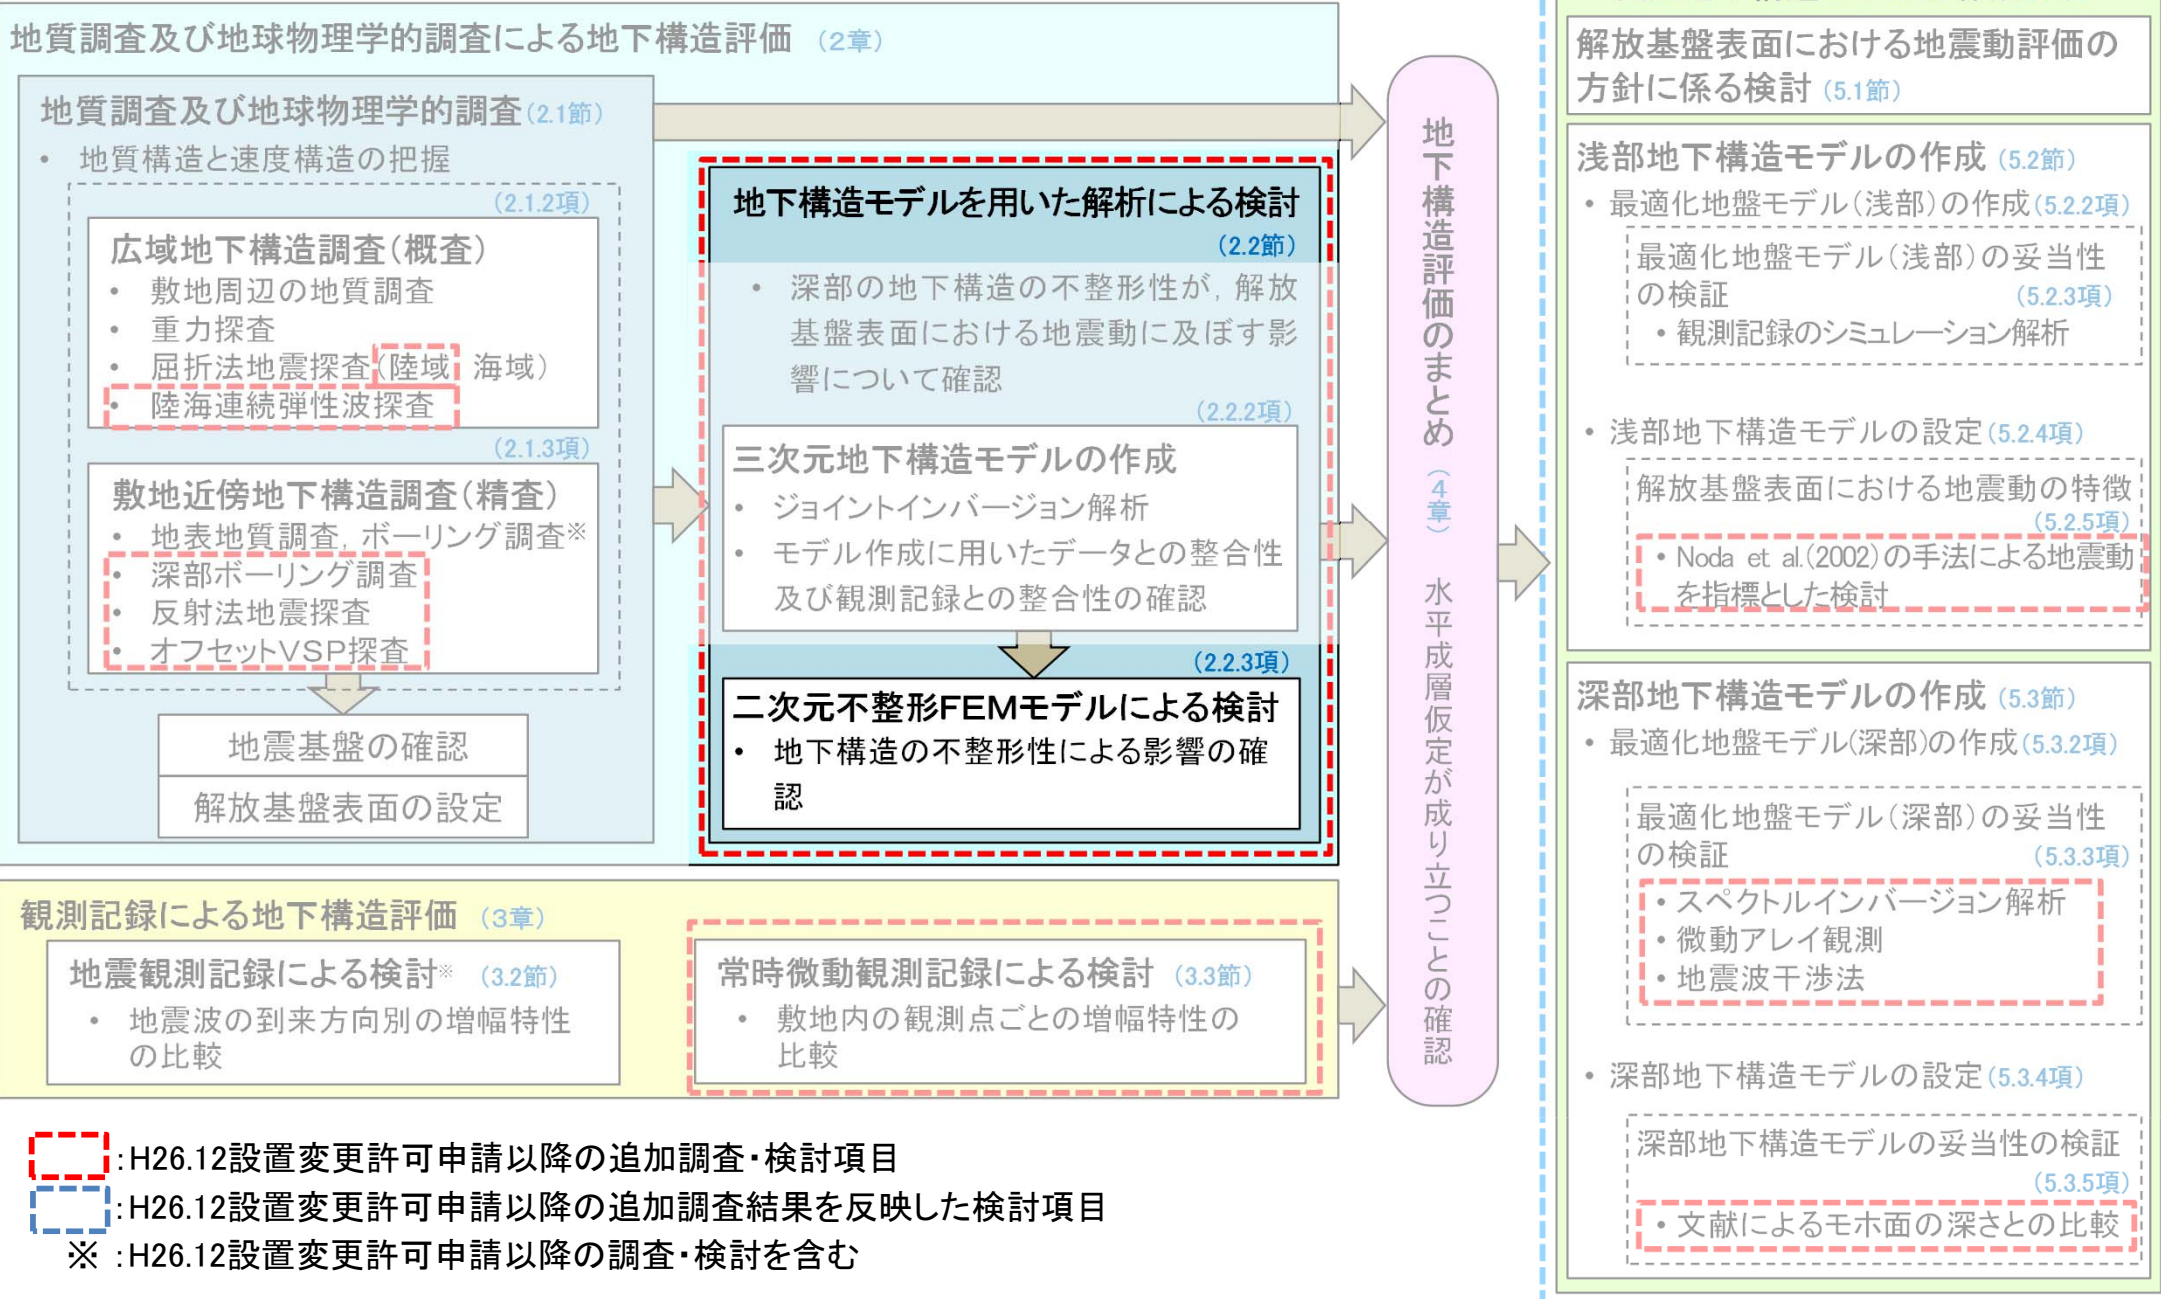 地質調査及び地球物理学的調査による地下構造評価 (2章)
地質調査及び地球物理学的調査(2.1節)
• 地質構造と速度構造の把握
(2.1.2項)
広域地下構造調査(概査)
• 敷地周辺の地質調査
• 重力探査
• 屈折法地震探査(陸域 海域)
• 陸海連続弾性波探査
(2.1.3項)
敷地近傍地下構造調査(精査)
• 地表地質調査, ボーリング調査※
• 深部ボーリング調査
• 反射法地震探査
• オフセットVSP探査
地震基盤の確認
解放基盤表面の設定
地下構造モデルを用いた解析による検討
(2.2節)
• 深部の地下構造の不整形性が, 解放
基盤表面における地震動に及ぼす影
響について確認
(2.2.2項)
三次元地下構造モデルの作成
• ジョイントインバージョン解析
• モデル作成に用いたデータとの整合性
及び観測記録との整合性の確認
(2.2.3項)
二次元不整形FEMモデルによる検討
• 地下構造の不整形性による影響の確
認
観測記録による地下構造評価 (3章)
地震観測記録による検討※ (3.2節)
• 地震波の到来方向別の増幅特性
の比較
常時微動観測記録による検討 (3.3節)
• 敷地内の観測点ごとの増幅特性の
比較
地下構造評価のまとめ (4章) 水平成層仮定が成り立つことの確認
解放基盤表面における地震動評価の
方針に係る検討 (5.1節)
浅部地下構造モデルの作成 (5.2節)
• 最適化地盤モデル(浅部)の作成(5.2.2項)
最適化地盤モデル(浅部)の妥当性
の検証 (5.2.3項)
• 観測記録のシミュレーション解析
• 浅部地下構造モデルの設定(5.2.4項)
解放基盤表面における地震動の特徴
(5.2.5項)
• Noda et al.(2002)の手法による地震動
を指標とした検討
深部地下構造モデルの作成 (5.3節)
• 最適化地盤モデル(深部)の作成(5.3.2項)
最適化地盤モデル(深部)の妥当性
の検証 (5.3.3項)
• スペクトルインバージョン解析
• 微動アレイ観測
• 地震波干渉法
• 深部地下構造モデルの設定(5.3.4項)
深部地下構造モデルの妥当性の検証
(5.3.5項)
• 文献によるモホ面の深さとの比較
:H26.12設置変更許可申請以降の追加調査・検討項目
:H26.12設置変更許可申請以降の追加調査結果を反映した検討項目
※ :H26.12設置変更許可申請以降の調査・検討を含む